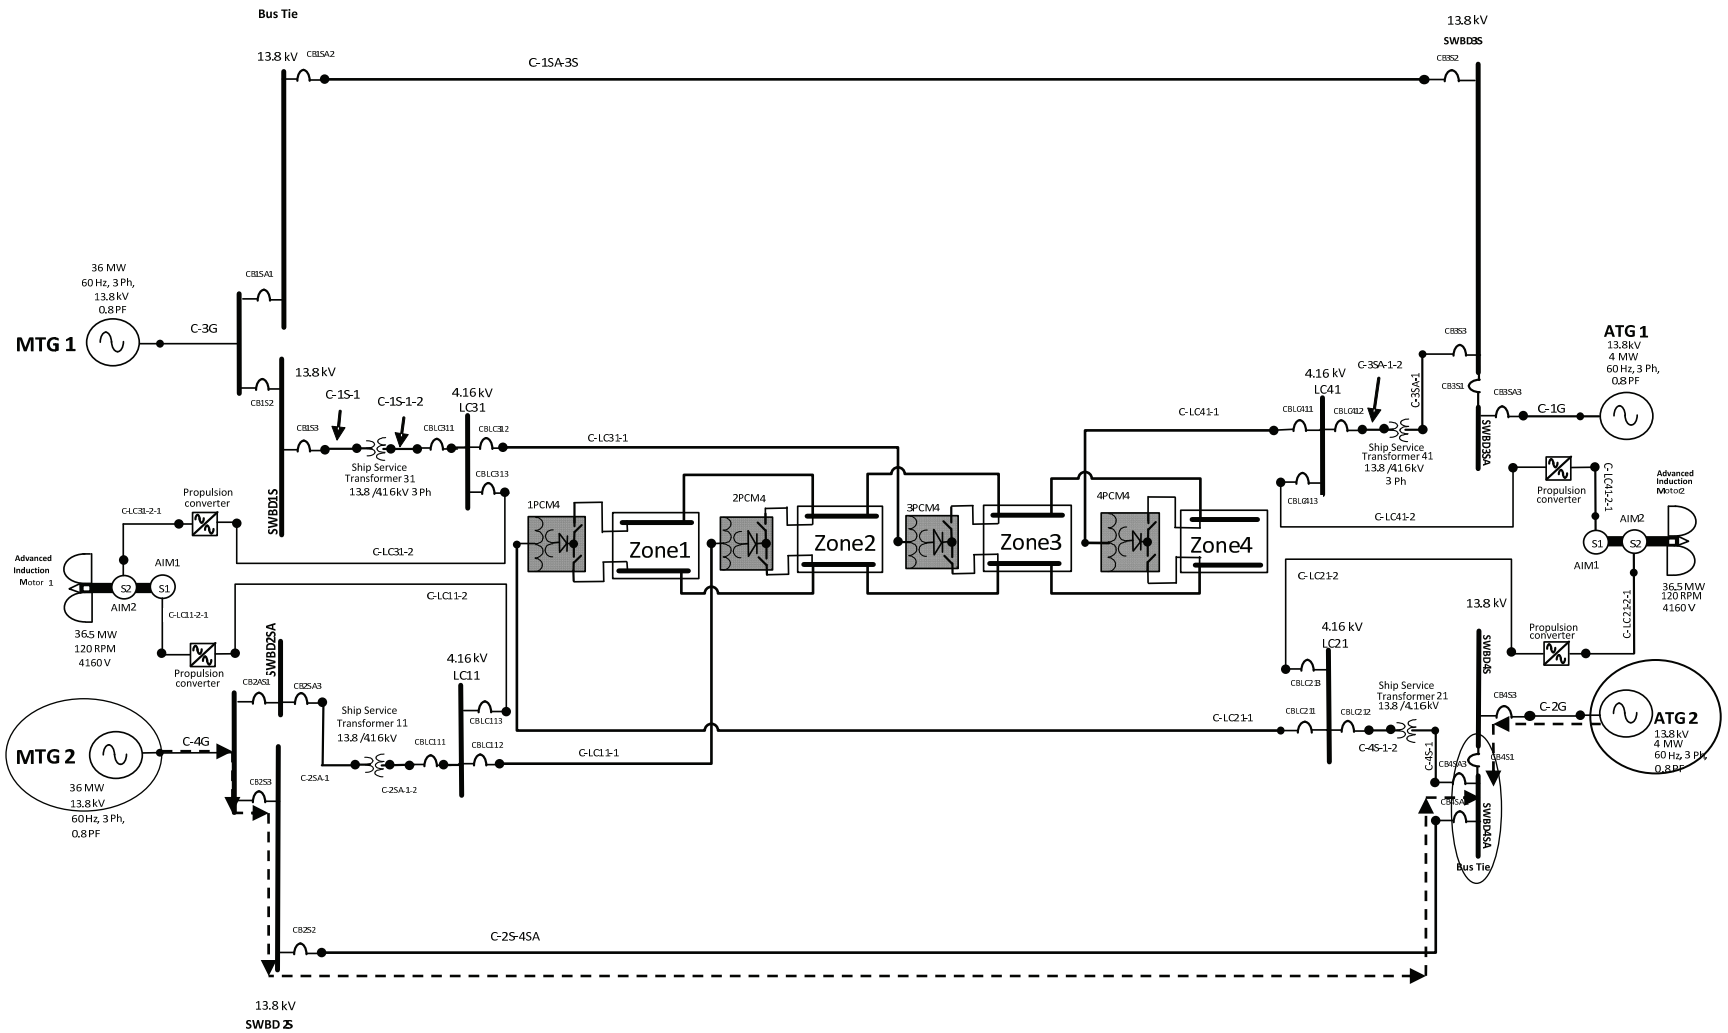 Bus Tie
13.8 kV
CB1SA2
C-1SA-3S
13.8 kV
SWBD3S
CB3S2
36 MW
60 Hz, 3 Ph,
13.8 kV
0.8 PF
MTG 1
C-3G
CB1SA1
CB1S2
13.8 kV
C-1S-1
C-1S-1-2
CB1S3
SWBD1S
Ship Service
Transformer 31
13.8 /4.16kV 3 Ph
4.16 kV
LC31
CBLC311
CBLC312
CBLC313
C-LC31-1
Propulsion
converter
C-LC31-2-1
C-LC31-2
Advanced
Induction
Motor 1
AIM1
S2
S1
AIM2
C-LC11-2-1
C-LC11-2
36.5 MW
120 RPM
4160 V
Propulsion
converter
1PCM4
Zone1
2PCM4
Zone2
3PCM4
Zone3
4PCM4
Zone4
C-LC41-1
4.16 kV
LC41
CBLC411
CBLC412
CBLC413
C-3SA-1-2
C-3SA-1
Ship Service
Transformer 41
13.8 /4.16kV
3 Ph
CB3S3
CB3S1
CB3SA3
SWBD3SA
C-1G
ATG 1
13.8kV
4 MW
60 Hz, 3 Ph,
0.8 PF
Propulsion
converter
C-LC41-2-1
C-LC41-2
Advanced
Induction
Motor2
AIM2
S1
S2
AIM1
36.5 MW
120 RPM
4160 V
C-LC21-2
C-LC21-2-1
13.8 kV
Propulsion
converter
SWBD4S
4.16 kV
LC21
CBLC213
CBLC211
CBLC212
C-LC21-1
Ship Service
Transformer 21
13.8 /4.16kV
C-4S-1-2
C-4S-1
CB4S3
C-2G
ATG 2
13.8 kV
4 MW
60 Hz, 3 Ph,
0.8 PF
CB4S1
CB4SA3
SWBD4SA
Bus Tie
SWBD2SA
CB2AS1
CB2SA3
MTG 2
C-4G
36 MW
13.8 kV
60 Hz, 3 Ph,
0.8 PF
CB2S3
Ship Service
Transformer 11
13.8 /4.16kV
C-2SA-1
C-2SA-1-2
4.16 kV
LC11
CBLC111
CBLC112
CBLC113
C-LC11-1
CB2S2
C-2S-4SA
13.8 kV
SWBD 2S